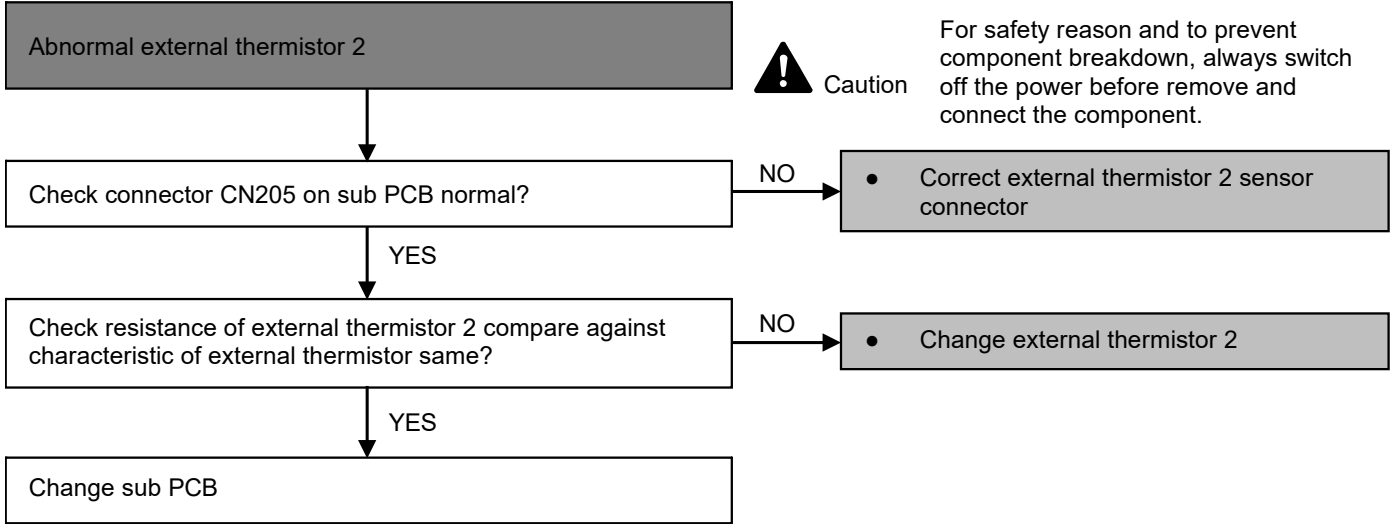 Abnormal external thermistor 2
Caution
For safety reason and to prevent
component breakdown, always switch
off the power before remove and
connect the component.
Check connector CN205 on sub PCB normal?
NO
● Correct external thermistor 2 sensor
connector
YES
Check resistance of external thermistor 2 compare against
characteristic of external thermistor same?
NO
● Change external thermistor 2
YES
Change sub PCB